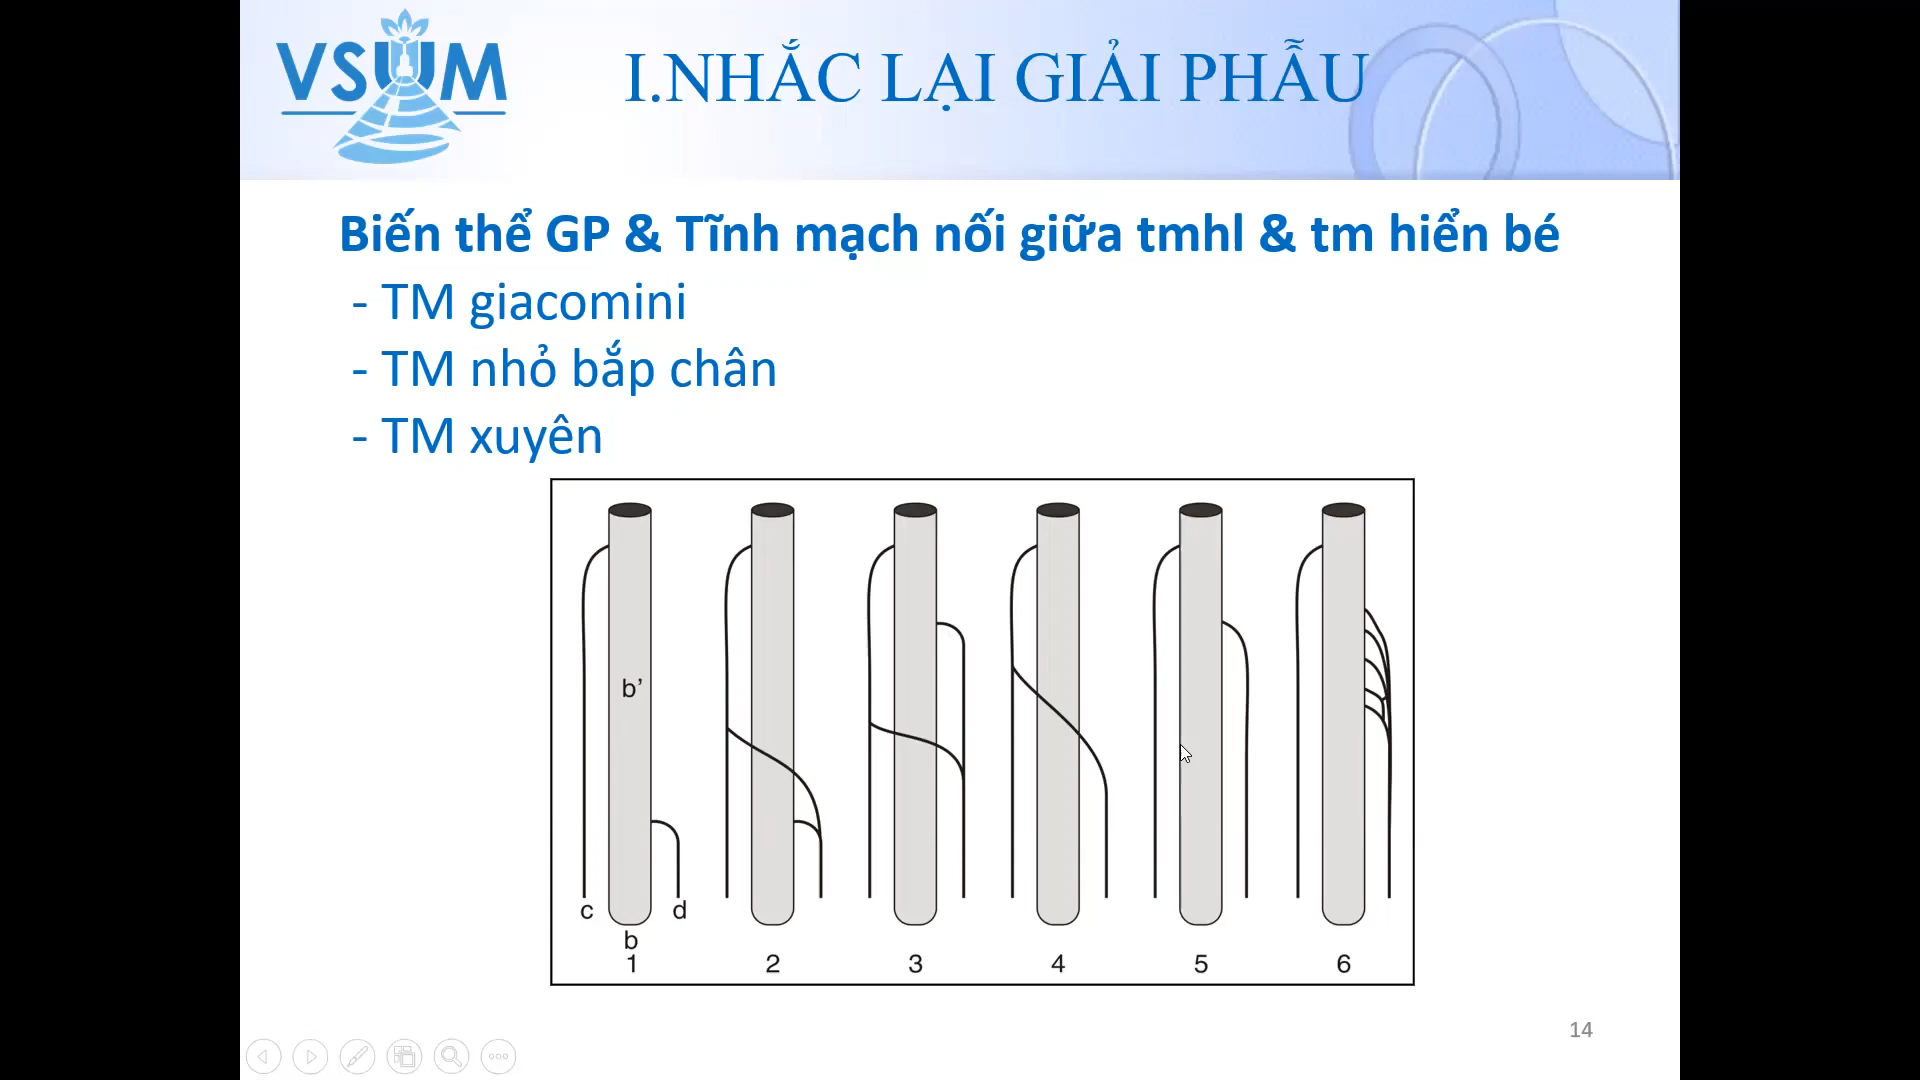 VSUM
I.NHẮC LẠI GIẢI PHẪU
Biến thể GP & Tĩnh mạch nối giữa tmhl & tm hiển bé
- TM giacomini
- TM nhỏ bắp chân
- TM xuyên
b’
c d
b
1 2 3 4 5 6
14